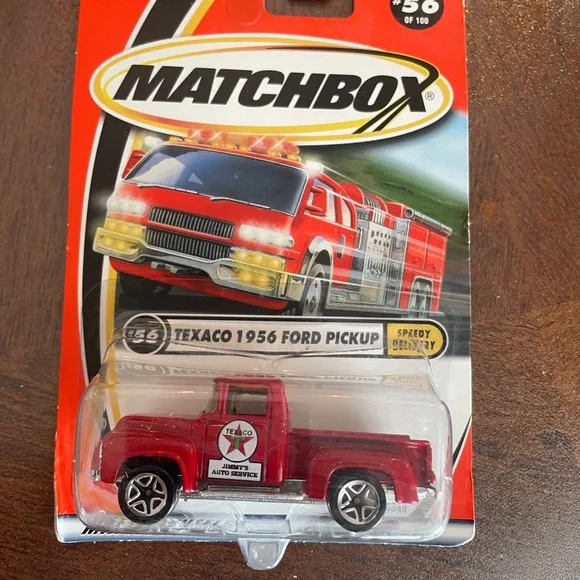 #56
OF 100
MATCHBOX®
#56
TEXACO 1956 FORD PICKUP
SPEEDY
DELIVERY
TEXACO
T
JIMMY'S
AUTO SERVICE